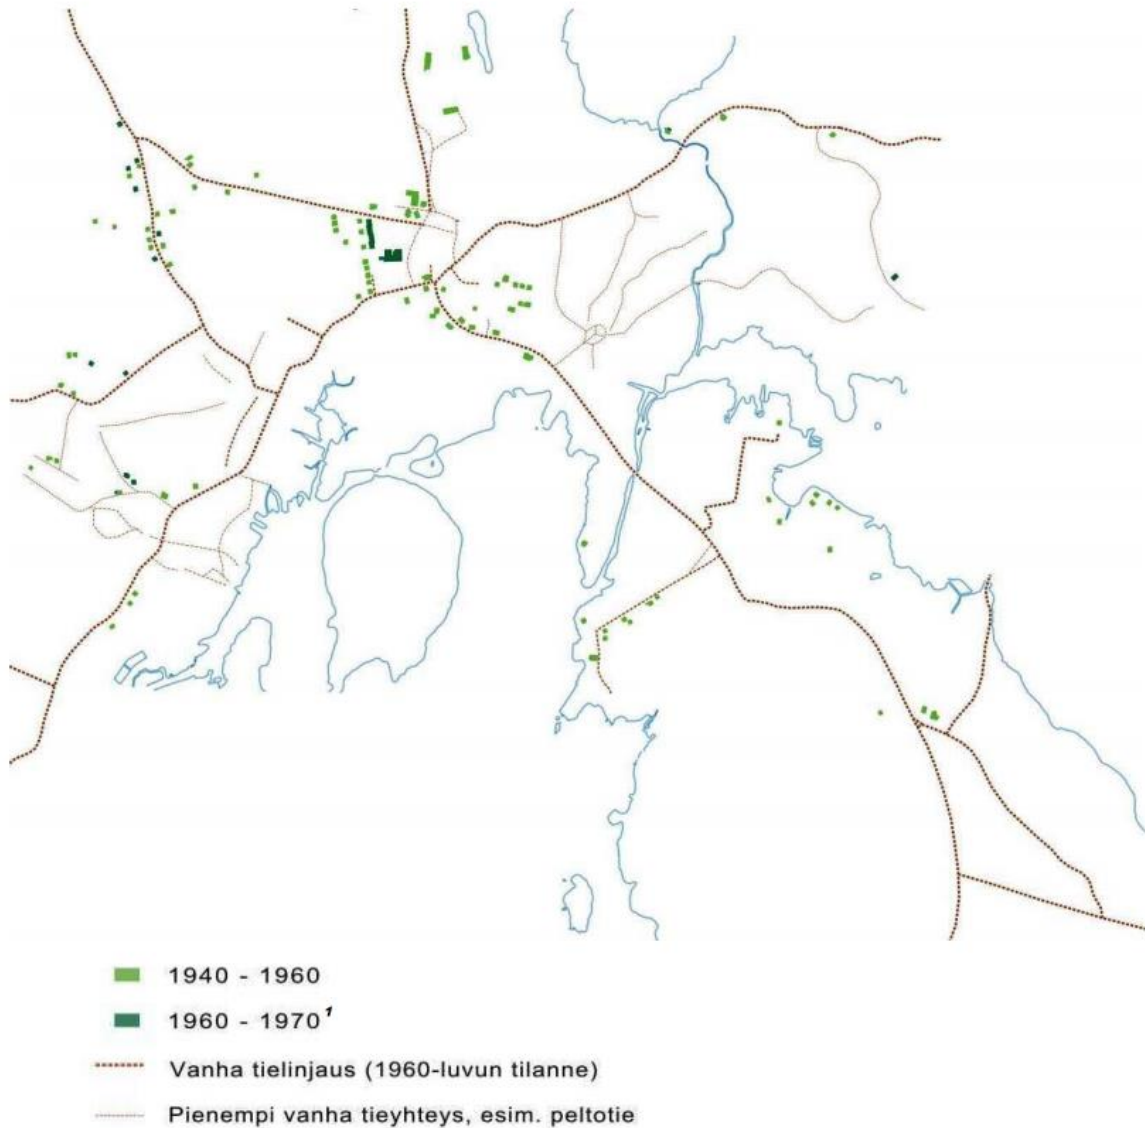 1940 - 1960
1960 - 1970¹
Vanha tielinjaus (1960-luvun tilanne)
Pienempi vanha tieyhteys, esim. peltotie